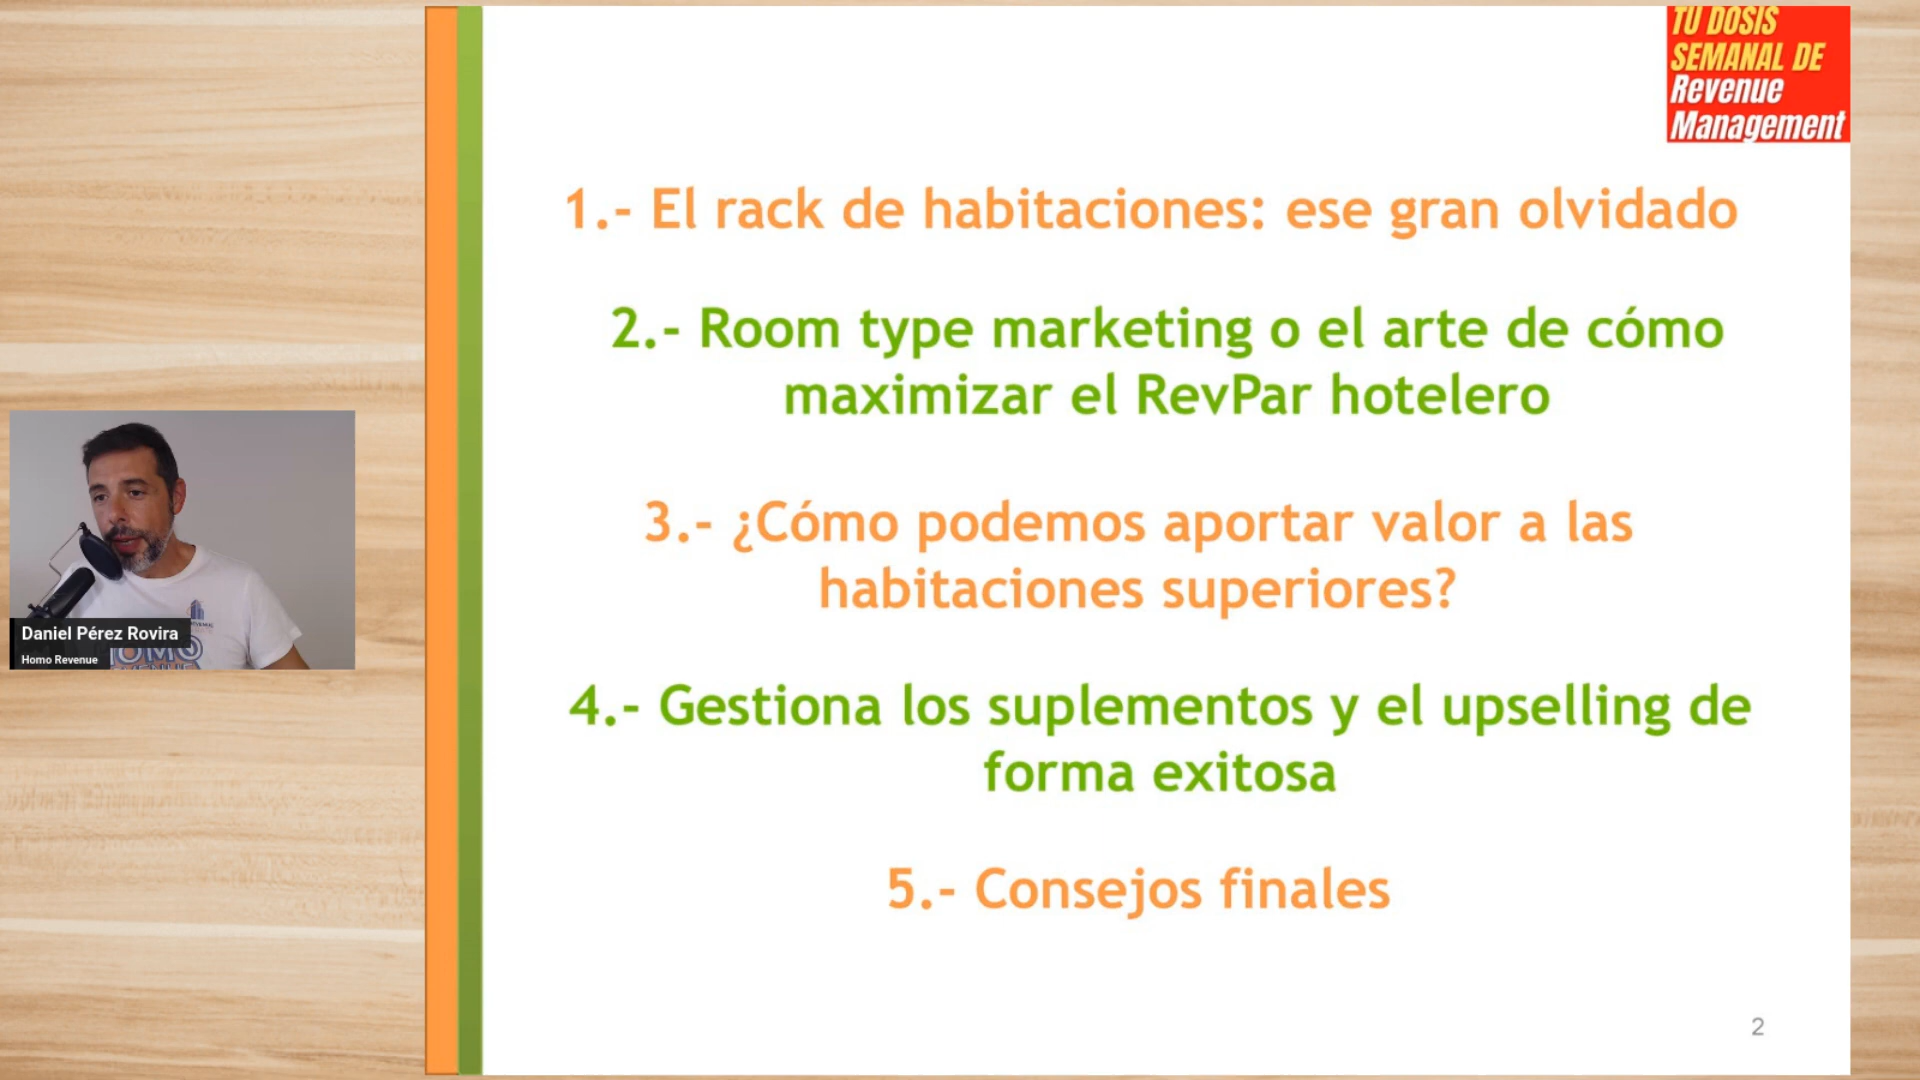 TU DOSIS
SEMANAL DE
Revenue
Management
1.- El rack de habitaciones: ese gran olvidado
2.- Room type marketing o el arte de cómo
maximizar el RevPar hotelero
3.- ¿Cómo podemos aportar valor a las
habitaciones superiores?
4.- Gestiona los suplementos y el upselling de
forma exitosa
5.- Consejos finales
2
Daniel Pérez Rovira
Homo Revenue